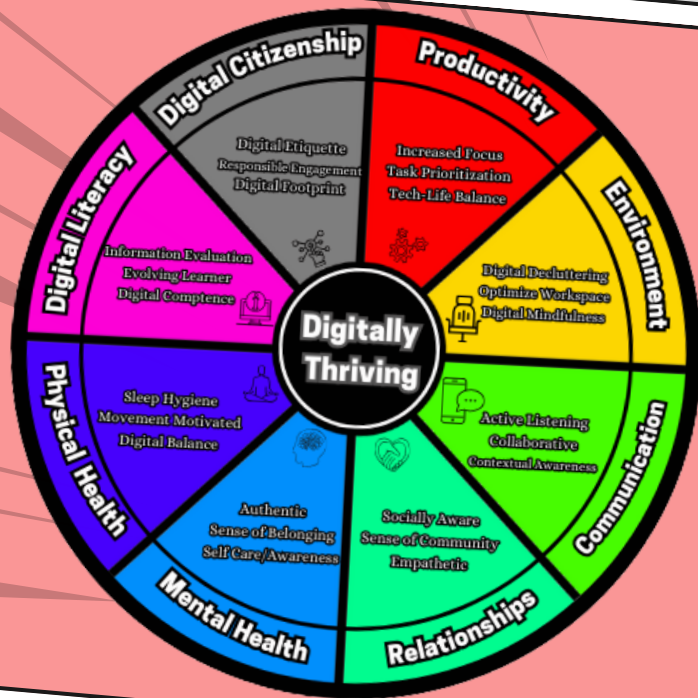 Digitally
Thriving
Productivity
Increased Focus
Task Prioritization
Tech-Life Balance
Environment
Digital Decluttering
Optimize Workspace
Digital Mindfulness
Communication
Active Listening
Collaborative
Contextual Awareness
Relationships
Socially Aware
Sense of Community
Empathetic
Mental Health
Authentic
Sense of Belonging
Self Care/Awareness
Physical Health
Sleep Hygiene
Movement Motivated
Digital Balance
Digital Literacy
Information Evaluation
Evolving Learner
Digital Comptence
Digital Citizenship
Digital Etiquette
Responsible Engagement
Digital Footprint